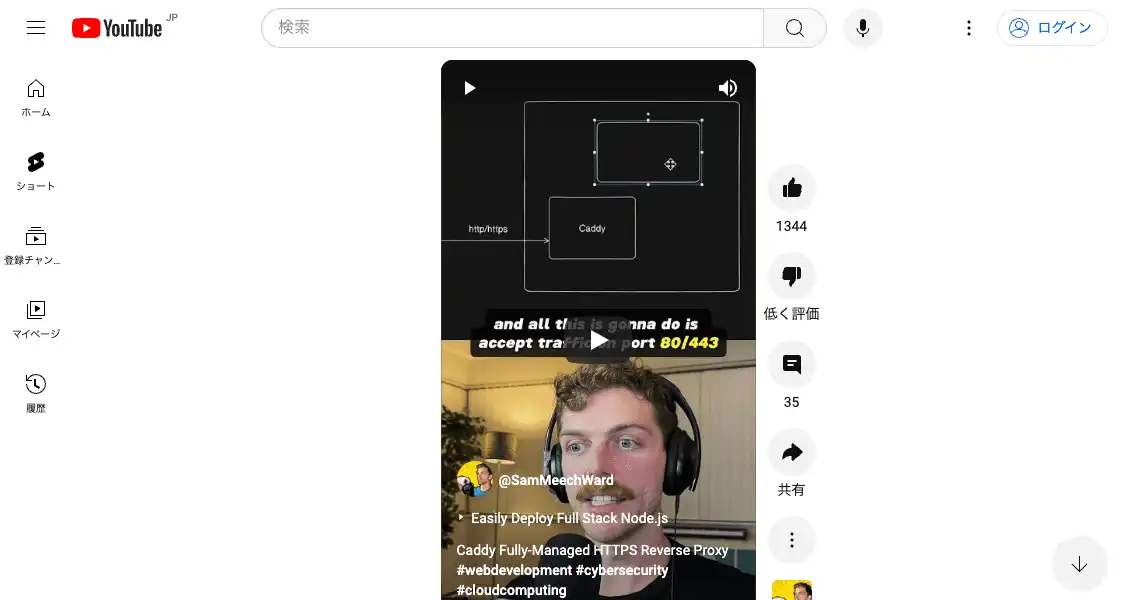 YouTube JP
検索
ログイン
ホーム
ショート
登録チャン...
マイページ
履歴
http/https
Caddy
and all this is gonna do is
accept traffic on port 80/443
@SamMeechWard
Easily Deploy Full Stack Node.js
Caddy Fully-Managed HTTPS Reverse Proxy
#webdevelopment #cybersecurity
#cloudcomputing
1344
低く評価
35
共有